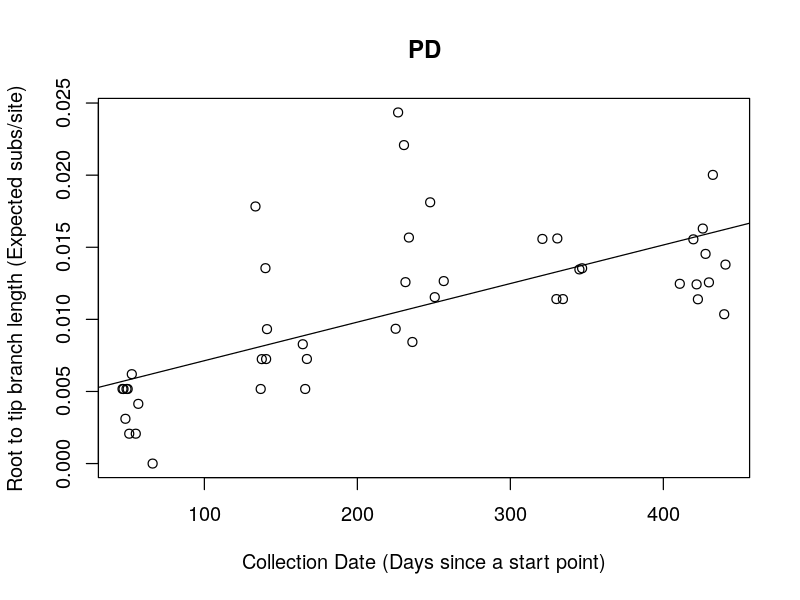 PD
Root to tip branch length (Expected subs/site)
0.025
0.020
0.015
0.010
0.005
0.000
100 200 300 400
Collection Date (Days since a start point)